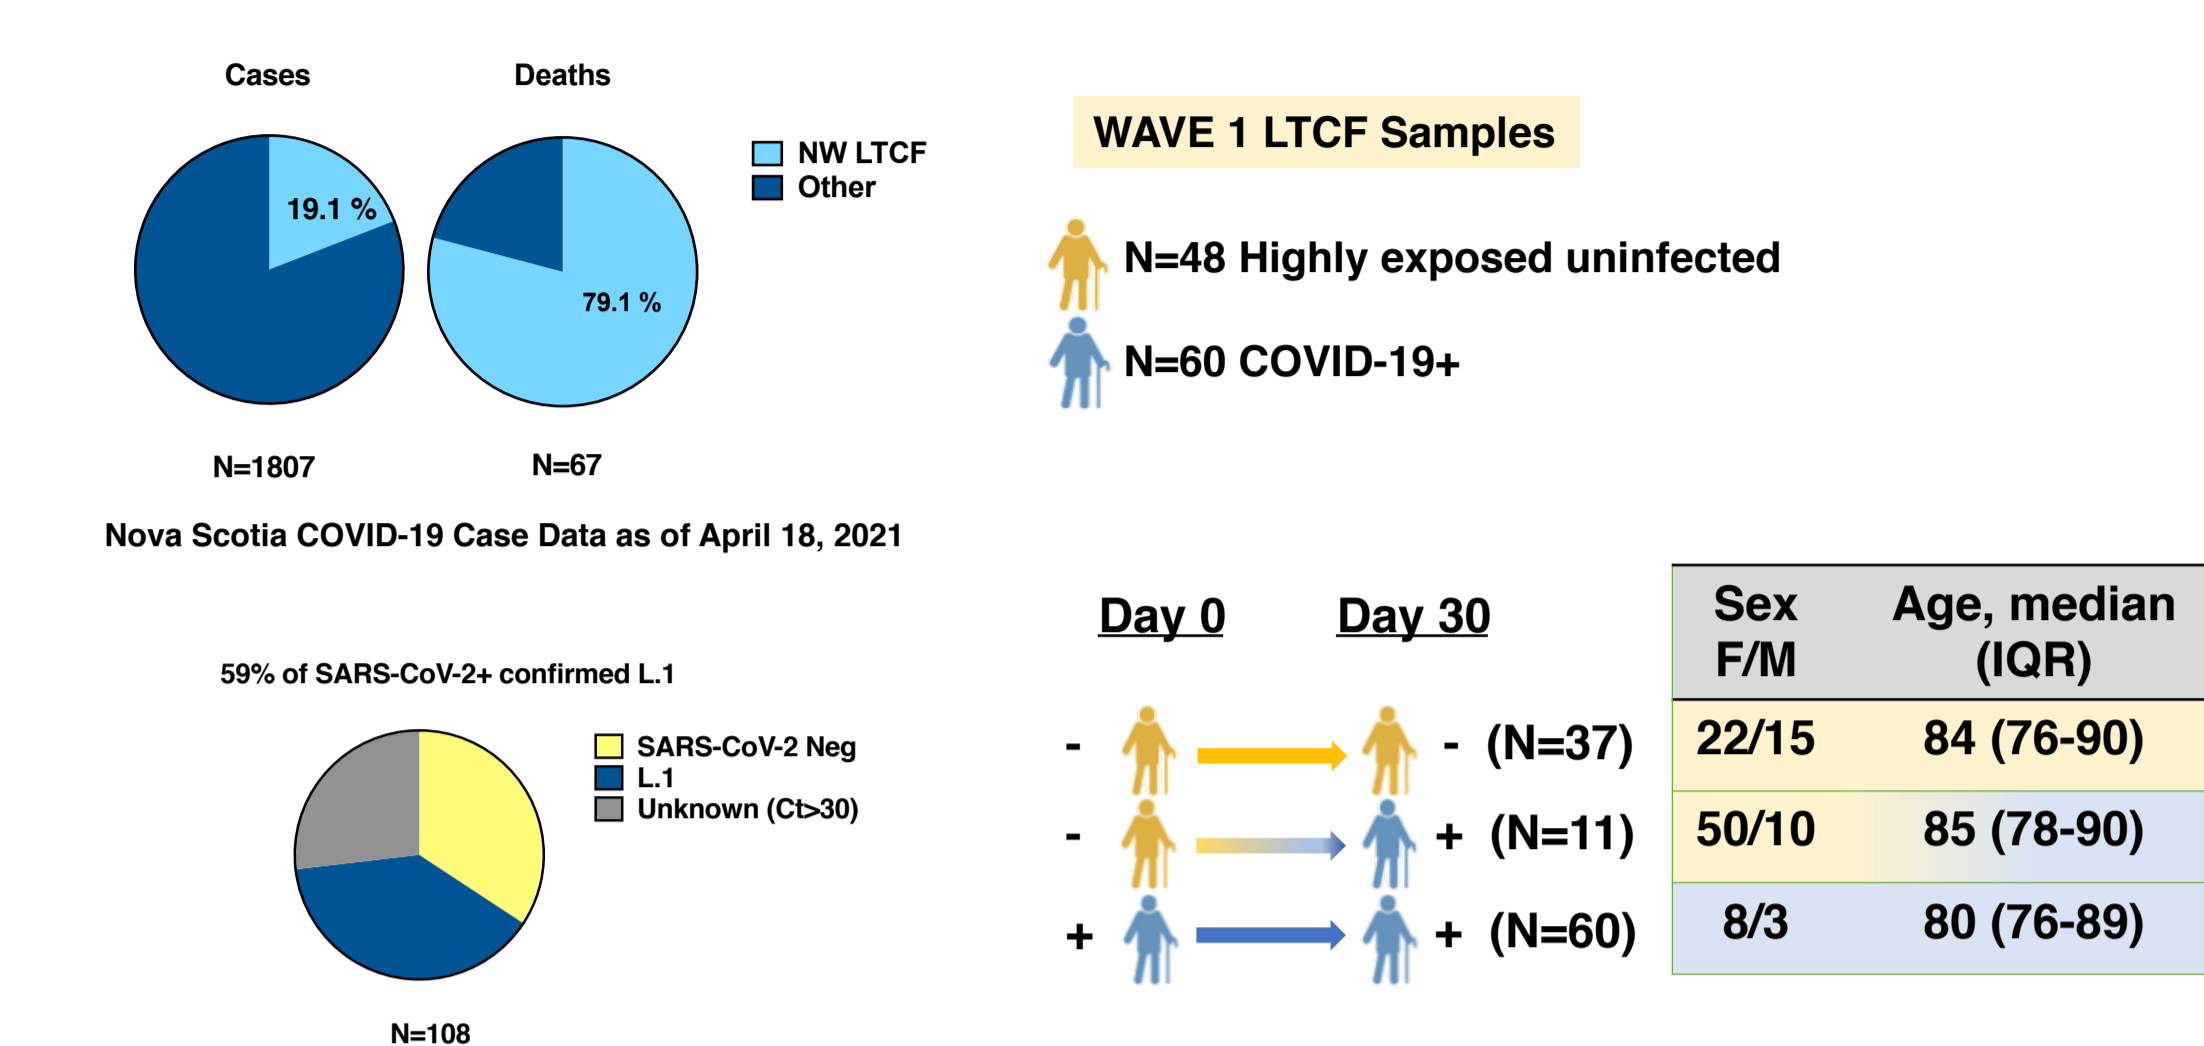 Cases
Deaths
NW LTCF
Other
19.1 %
79.1 %
N=1807
N=67
Nova Scotia COVID-19 Case Data as of April 18, 2021
59% of SARS-CoV-2+ confirmed L.1
SARS-CoV-2 Neg
L.1
Unknown (Ct>30)
N=108
WAVE 1 LTCF Samples
N=48 Highly exposed uninfected
N=60 COVID-19+
Day 0 Day 30
Sex F/M Age, median (IQR)
- - (N=37) 22/15 84 (76-90)
- + (N=11) 50/10 85 (78-90)
+ + (N=60) 8/3 80 (76-89)